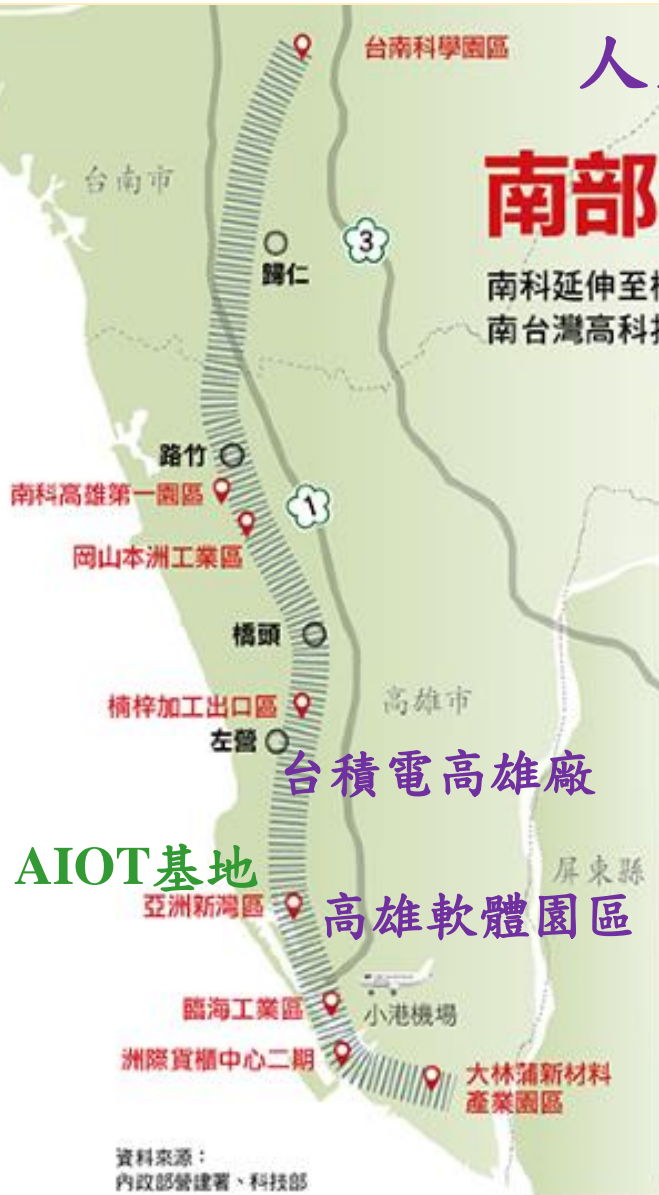 台南科學園區
人
台南市
南部
3
歸仁
南科延伸至
南台灣高科
路竹
南科高雄第一園區
1
岡山本洲工業區
橋頭
楠梓加工出口區
高雄市
左營
台積電高雄廠
AIOT基地
屏東縣
亞洲新灣區
高雄軟體園區
臨海工業區
小港機場
洲際貨櫃中心二期
大林蒲新材料
產業園區
資料來源：
內政部營建署、科技部